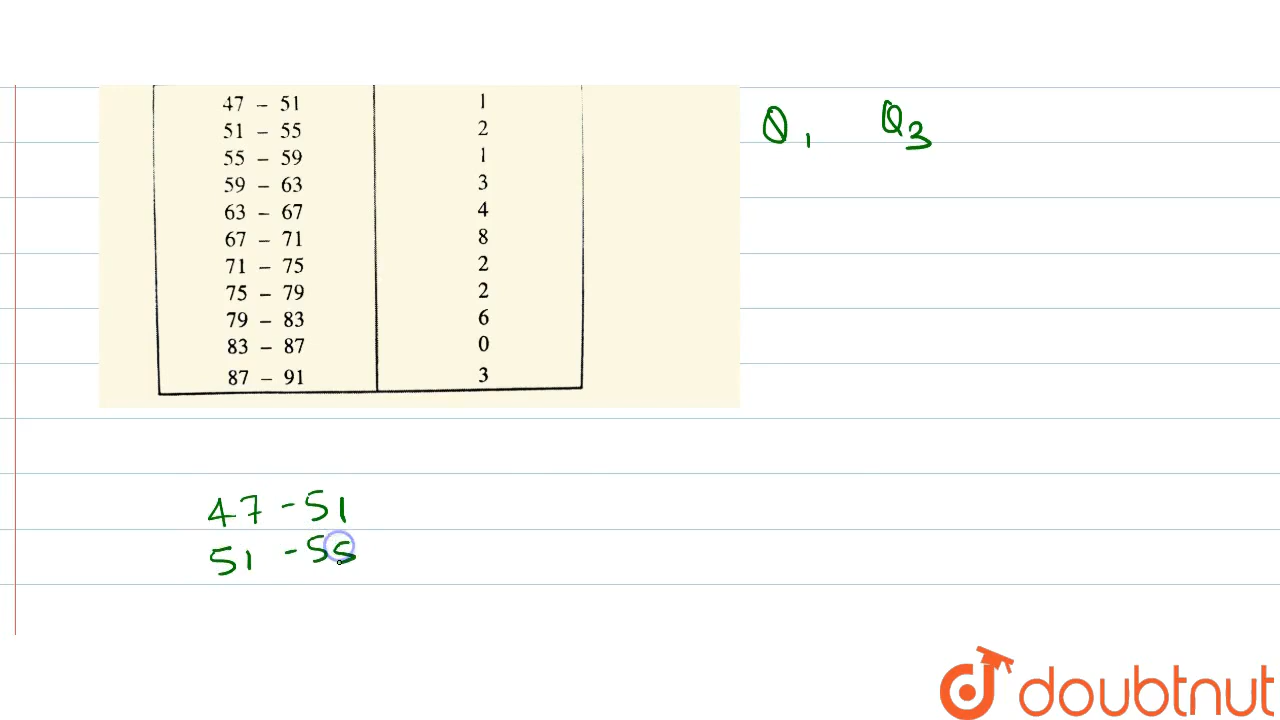 47 – 51 1
51 – 55 2
55 – 59 1
59 – 63 3
63 – 67 4
67 – 71 8
71 – 75 2
75 – 79 2
79 – 83 6
83 – 87 0
87 – 91 3
Q1 Q3
47 - 51
51 - 55
doubtnut